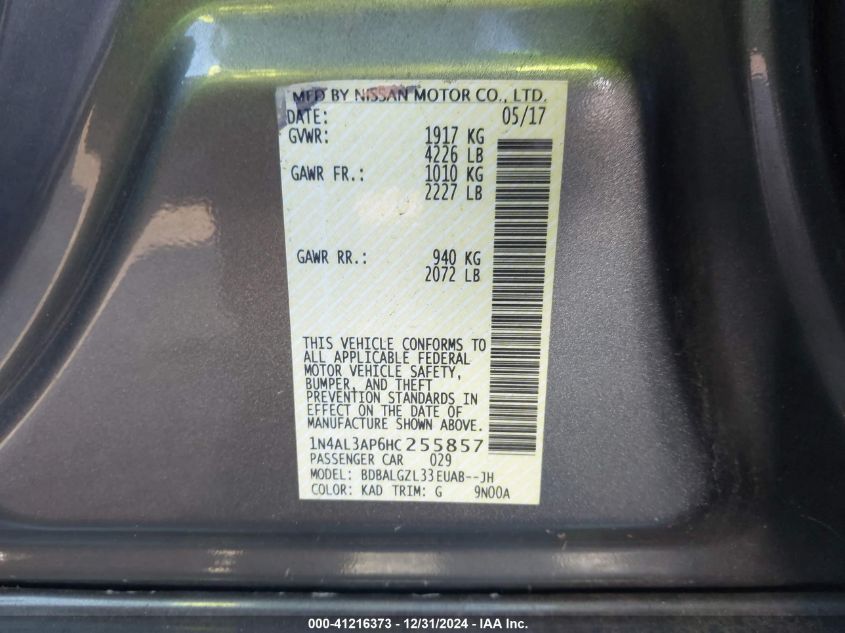 MFD BY NISSAN MOTOR CO., LTD.
DATE: 05/17
GVWR: 1917 KG
4226 LB
GAWR FR.: 1010 KG
2227 LB
GAWR RR.: 940 KG
2072 LB
THIS VEHICLE CONFORMS TO
ALL APPLICABLE FEDERAL
MOTOR VEHICLE SAFETY,
BUMPER, AND THEFT
PREVENTION STANDARDS IN
EFFECT ON THE DATE OF
MANUFACTURE SHOWN ABOVE.
1N4AL3AP6HC255857
PASSENGER CAR 029
MODEL: BDBALGZL33EUAB--JH
COLOR: KAD TRIM: G 9N00A
000-41216373 - 12/31/2024 - IAA Inc.